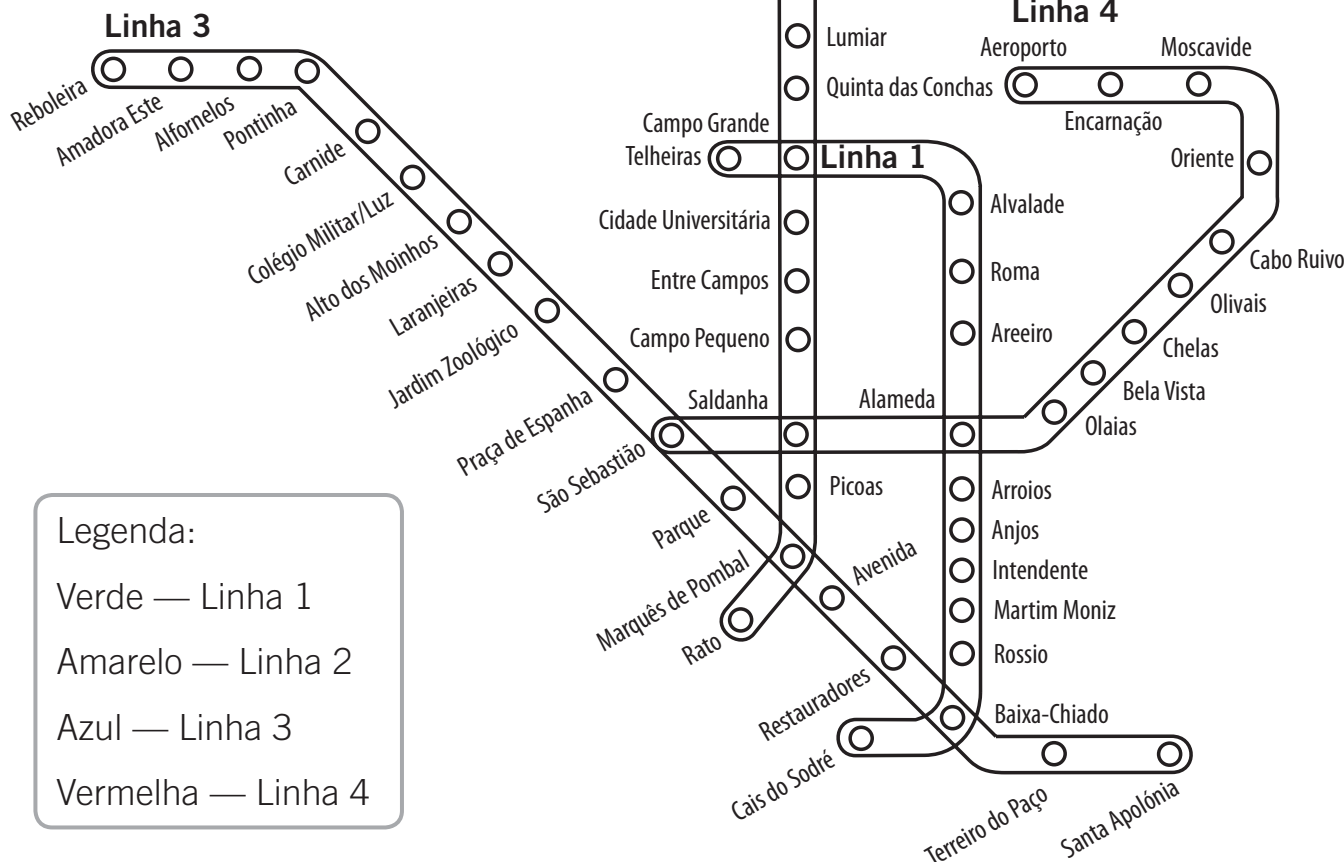 Linha 3
Reboleira
Amadora Este
Alfornelos
Pontinha
Carnide
Colégio Militar/Luz
Alto dos Moinhos
Laranjeiras
Jardim Zoológico
Praça de Espanha
São Sebastião
Parque
Marquês de Pombal
Rato
Avenida
Restauradores
Baixa-Chiado
Cais do Sodré
Terreiro do Paço
Santa Apolónia
Lumiar
Quinta das Conchas
Campo Grande
Telheiras
Linha 1
Cidade Universitária
Entre Campos
Campo Pequeno
Saldanha
Picoas
Alvalade
Roma
Areeiro
Alameda
Arroios
Anjos
Intendente
Martim Moniz
Rossio
Linha 4
Aeroporto
Moscavide
Encarnação
Oriente
Cabo Ruivo
Olivais
Chelas
Bela Vista
Olaias
Legenda:
Verde — Linha 1
Amarelo — Linha 2
Azul — Linha 3
Vermelha — Linha 4